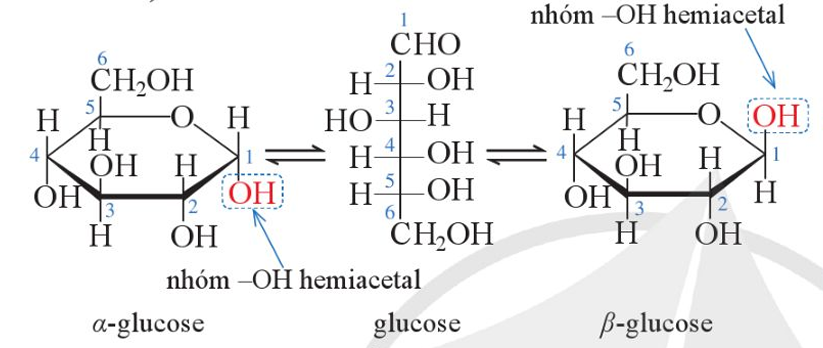 nhóm –OH hemiacetal
1
CHO
6
CH₂OH
5
O
H
H
H
4
OH
H
1
OH
OH
3
2
H
OH
nhóm –OH hemiacetal
α-glucose
2
H
OH
HO
3
H
H
4
OH
H
5
OH
6
CH₂OH
glucose
6
CH₂OH
5
O
OH
H
H
4
OH
H
1
OH
H
3
2
H
OH
β-glucose